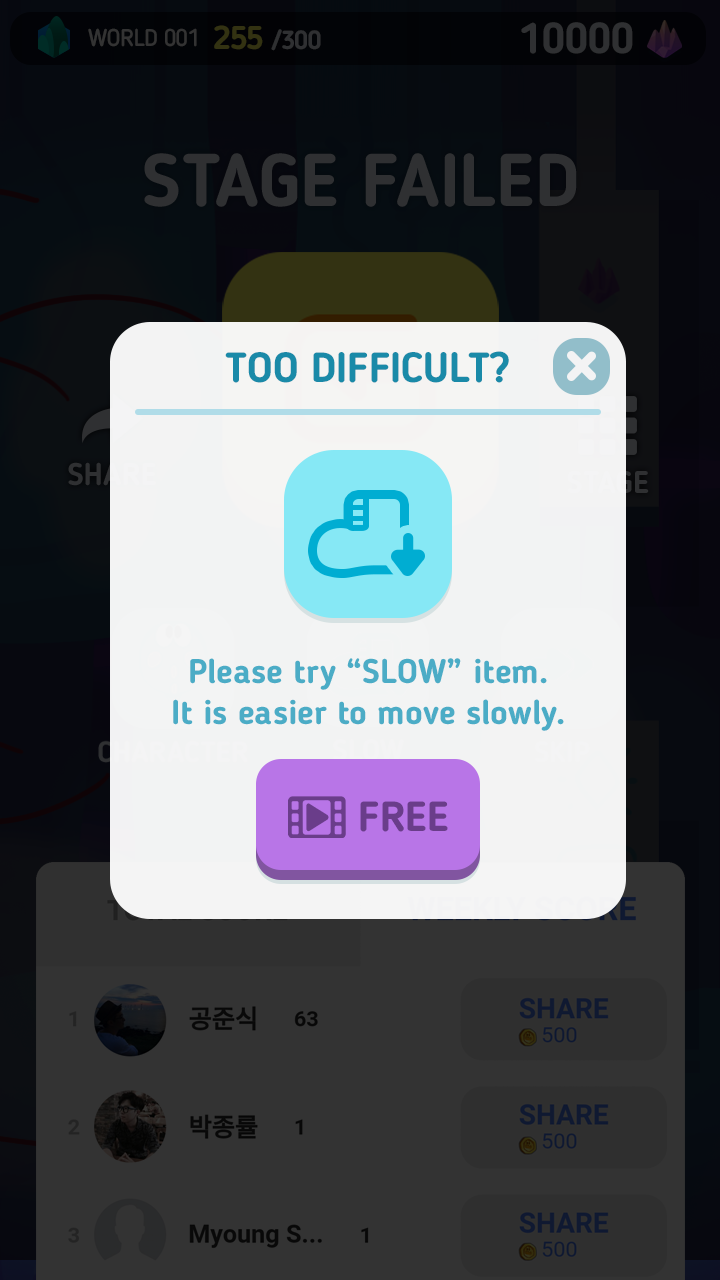 WORLD 001 255 /300
10000
STAGE FAILED
TOO DIFFICULT?
SHARE
Please try “SLOW” item.
It is easier to move slowly.
FREE
WEEKLY SCORE
1 공준식 63 SHARE
500
2 박종률 1 SHARE
500
3 Myoung S... 1 SHARE
500